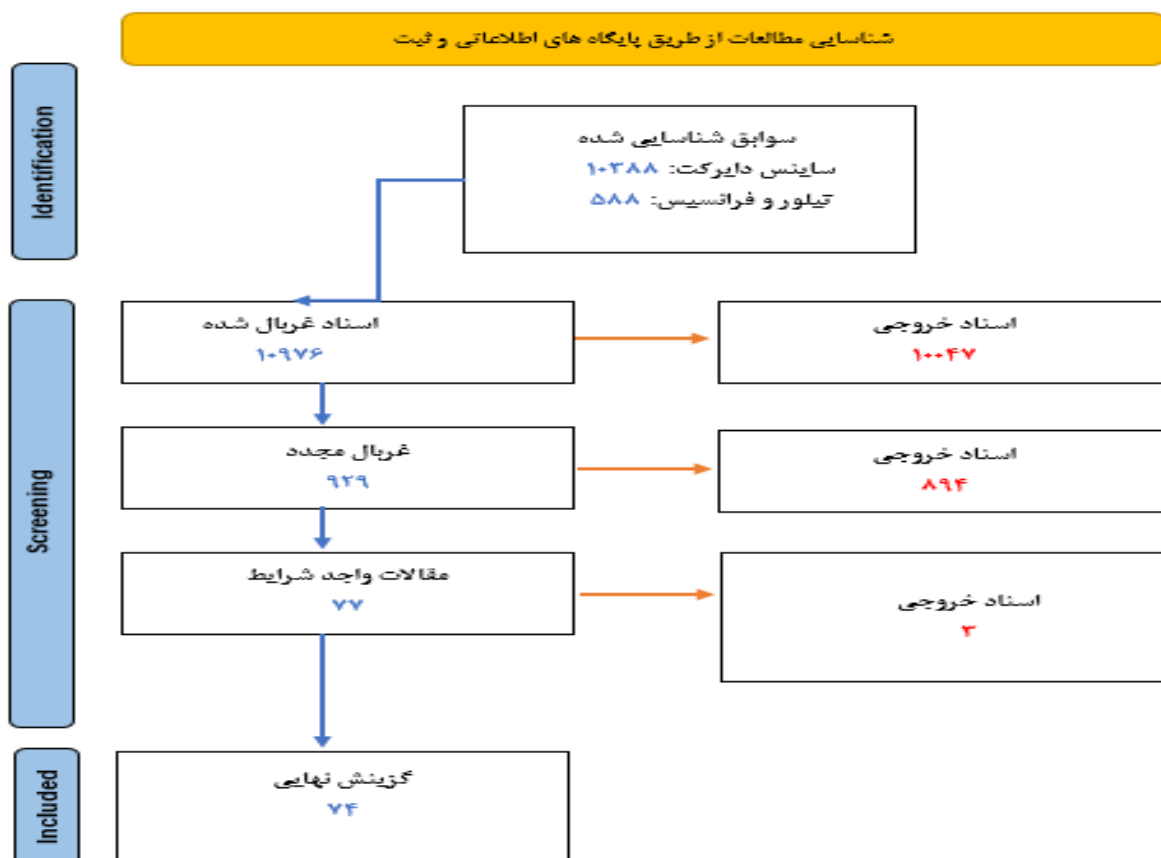 شناسایی مطالعات از طریق پایگاه های اطلاعاتی و ثبت
Identification
سوابق شناسایی شده
ساینس دایرکت: ۱۰۳۸۸
تیلور و فرانسیس: ۵۸۸
Screening
اسناد غربال شده
۱۰۹۷۶
اسناد خروجی
۱۰۰۴۷
غربال مجدد
۹۲۹
اسناد خروجی
۸۹۴
مقالات واجد شرایط
۷۷
اسناد خروجی
۳
Included
گزینش نهایی
۷۴